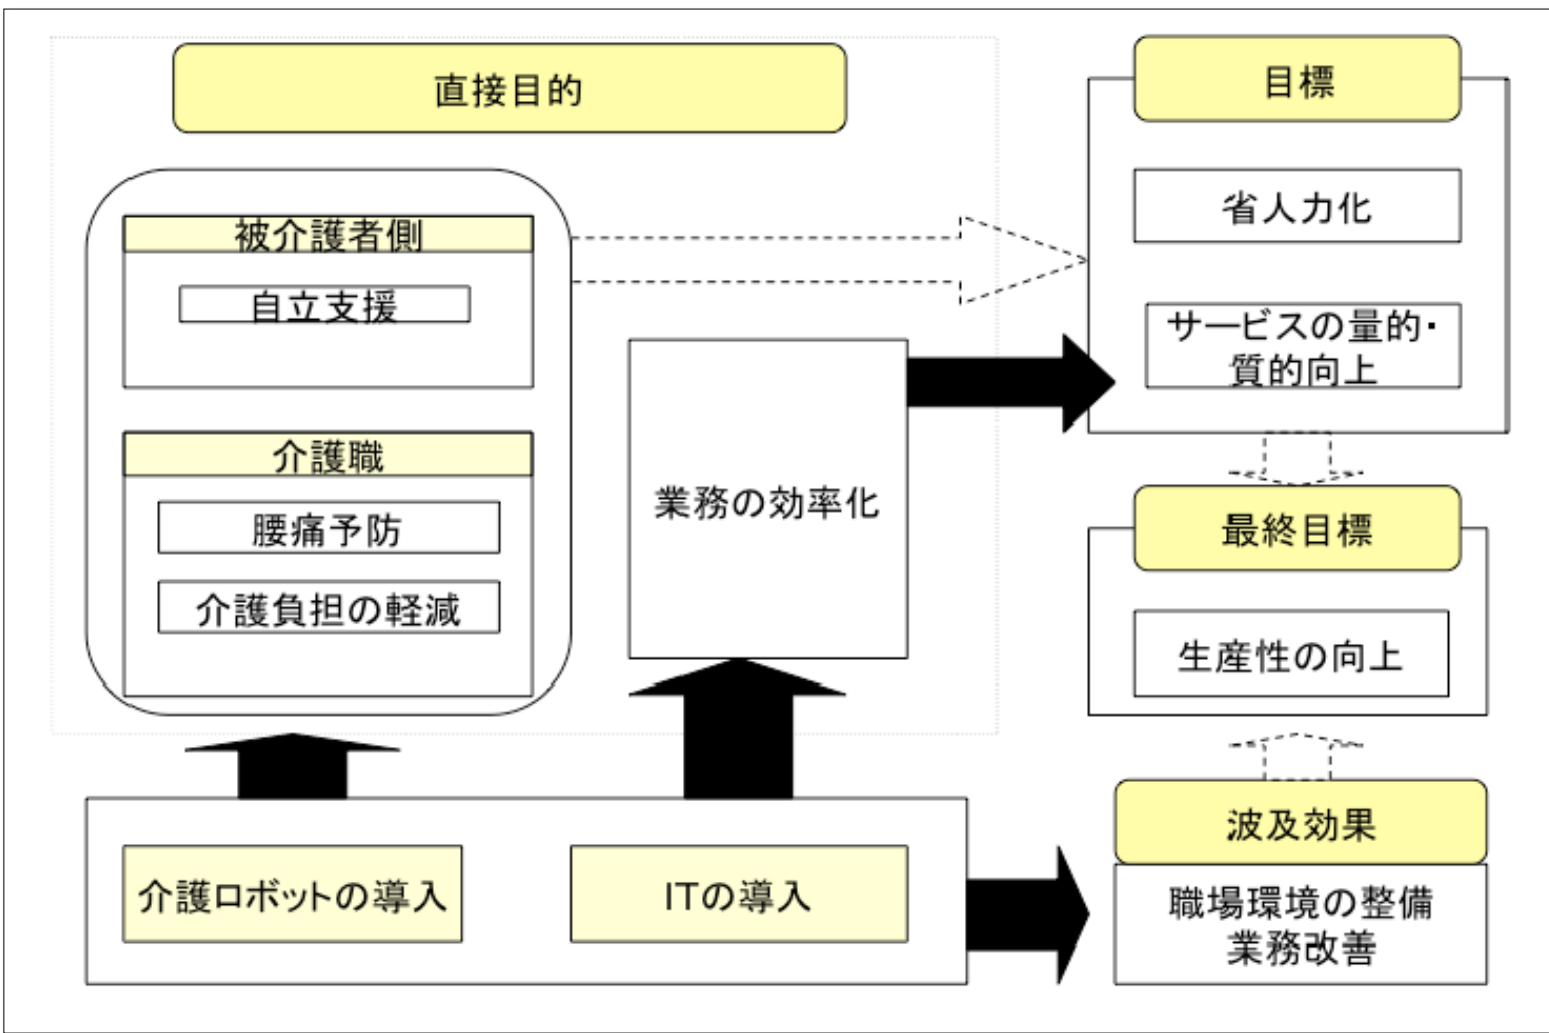 直接目的
被介護者側
自立支援
介護職
腰痛予防
介護負担の軽減
業務の効率化
介護ロボットの導入
ITの導入
目標
省人力化
サービスの量的・
質的向上
最終目標
生産性の向上
波及効果
職場環境の整備
業務改善